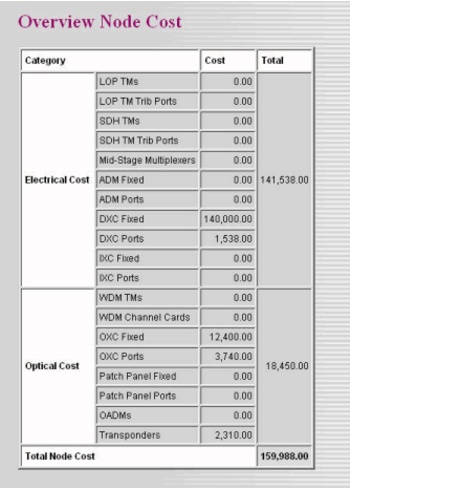 Overview Node Cost
Category Cost Total
Electrical Cost 141,538.00
LOP TMs 0.00
LOP TM Trib Ports 0.00
SDH TMs 0.00
SDH TM Trib Ports 0.00
Mid-Stage Multiplexers 0.00
ADM Fixed 0.00
ADM Ports 0.00
DXC Fixed 140,000.00
DXC Ports 1,538.00
IXC Fixed 0.00
IXC Ports 0.00
Optical Cost 18,450.00
WDM TMs 0.00
WDM Channel Cards 0.00
OXC Fixed 12,400.00
OXC Ports 3,740.00
Patch Panel Fixed 0.00
Patch Panel Ports 0.00
OADMs 0.00
Transponders 2,310.00
Total Node Cost 159,988.00